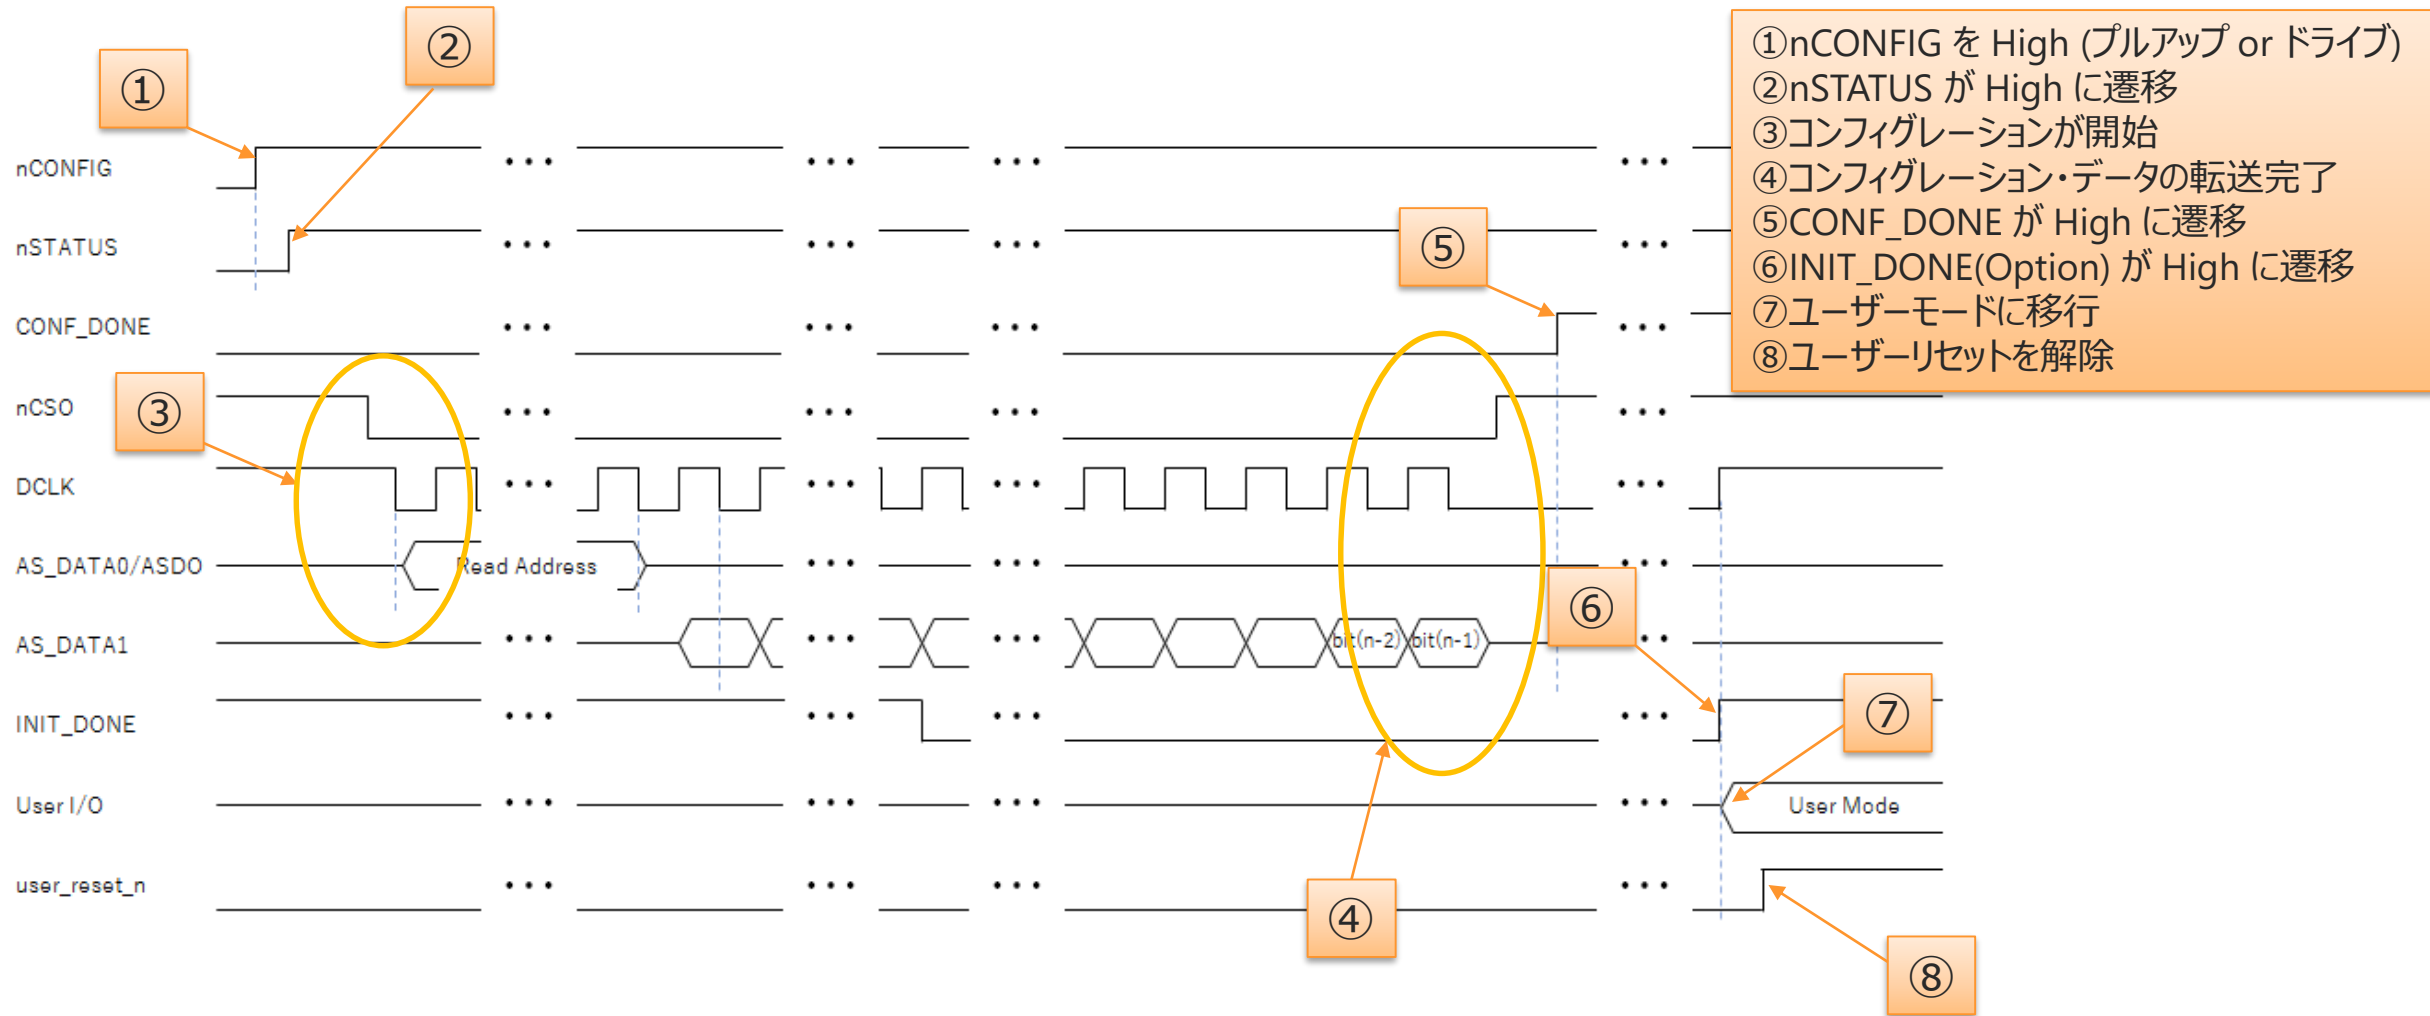 ①nCONFIG を High (プルアップ or ドライブ)
②nSTATUS が High に遷移
③コンフィグレーションが開始
④コンフィグレーション・データの転送完了
⑤CONF_DONE が High に遷移
⑥INIT_DONE(Option) が High に遷移
⑦ユーザーモードに移行
⑧ユーザーリセットを解除
②
①
nCONFIG
nSTATUS
⑤
CONF_DONE
nCSO
③
DCLK
AS_DATA0/ASDO
Read Address
⑥
AS_DATA1
bit(n-2)
bit(n-1)
INIT_DONE
⑦
User I/O
User Mode
user_reset_n
④
⑧